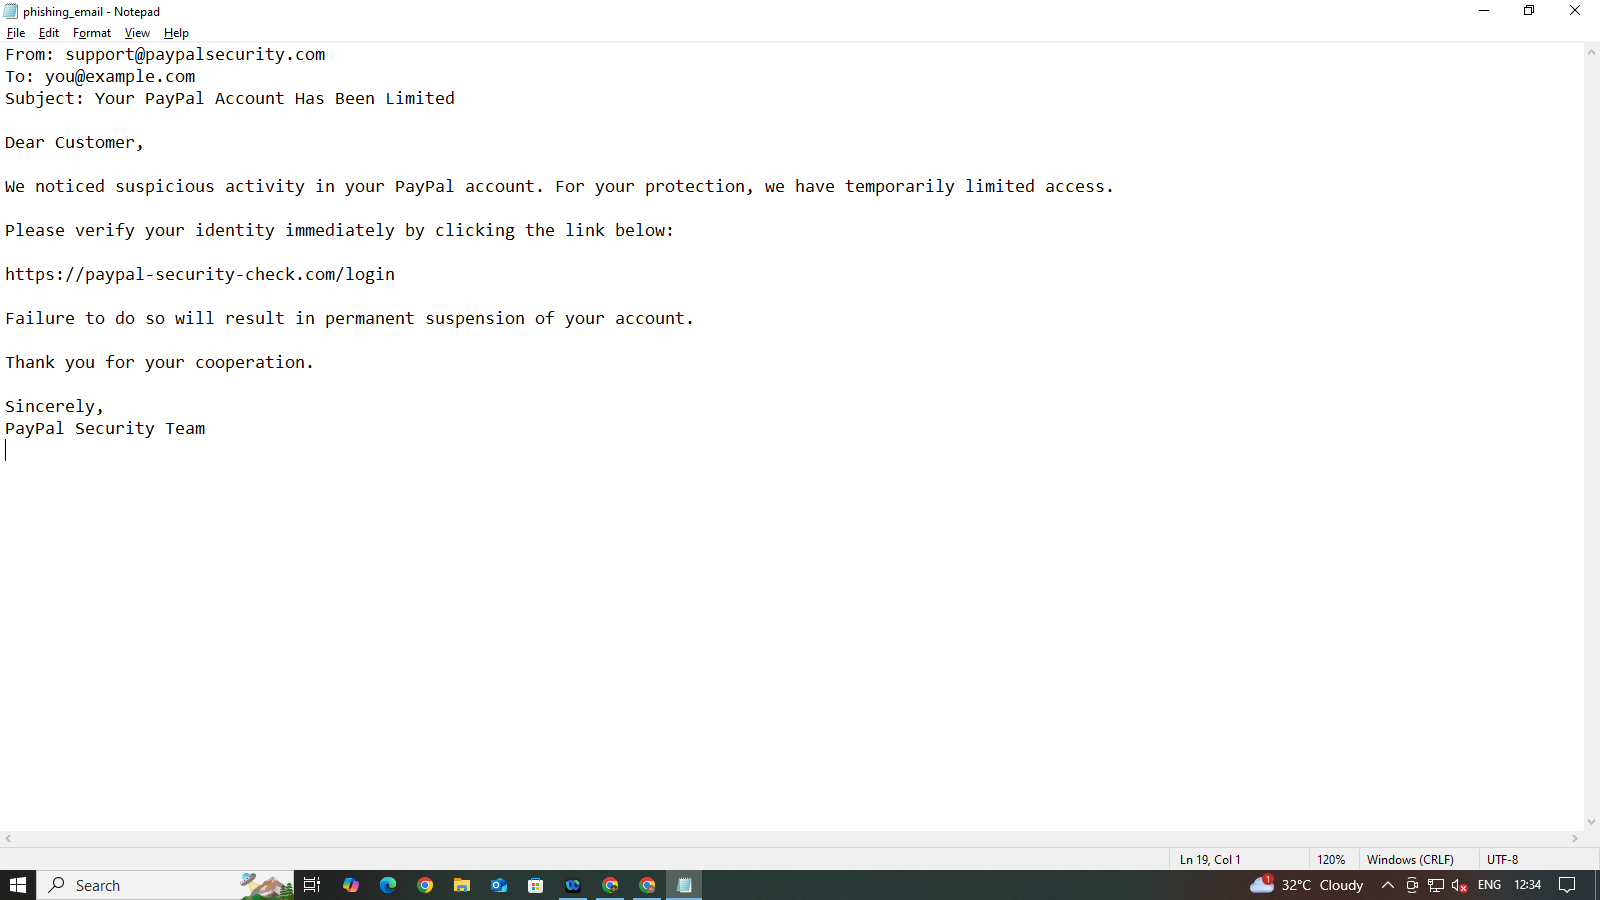 phishing_email - Notepad
File Edit Format View Help
From: support@paypalsecurity.com
To: you@example.com
Subject: Your PayPal Account Has Been Limited
Dear Customer,
We noticed suspicious activity in your PayPal account. For your protection, we have temporarily limited access.
Please verify your identity immediately by clicking the link below:
https://paypal-security-check.com/login
Failure to do so will result in permanent suspension of your account.
Thank you for your cooperation.
Sincerely,
PayPal Security Team
Ln 19, Col 1 120% Windows (CRLF) UTF-8
Search 1 32°C Cloudy ENG 12:34